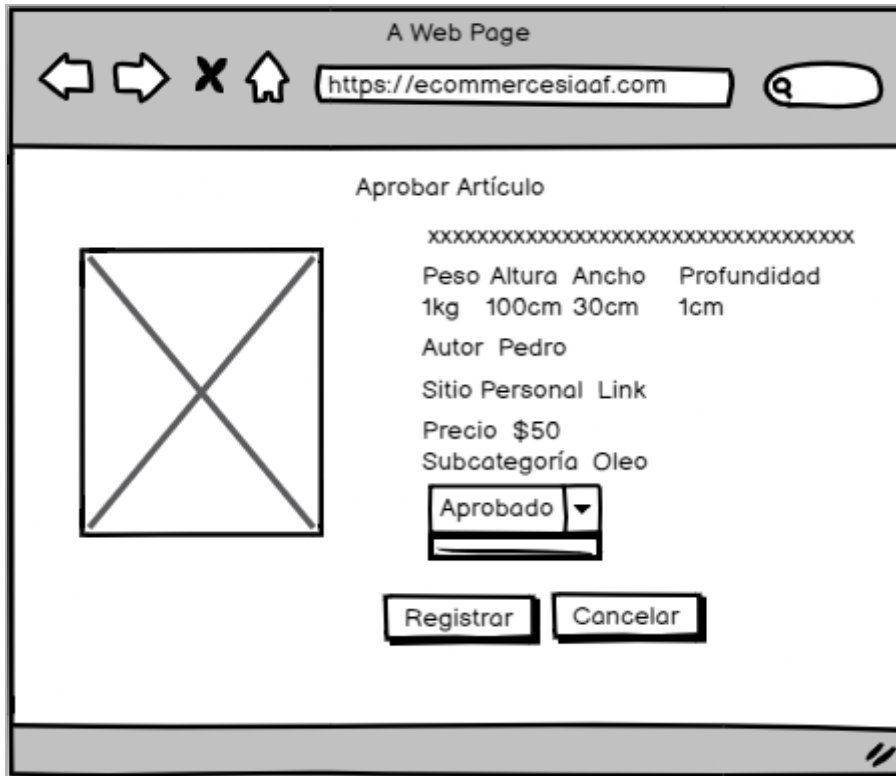 A Web Page
https://ecommercesiaaf.com
Aprobar Artículo
xxxxxxxxxxxxxxxxxxxxxxxxxxxxxxxxxxx
Peso Altura Ancho Profundidad
1kg 100cm 30cm 1cm
Autor Pedro
Sitio Personal Link
Precio $50
Subcategoría Oleo
Aprobado
Registrar Cancelar